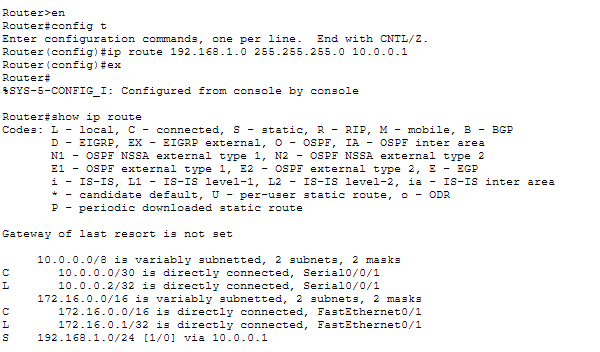 Router>en
Router#config t
Enter configuration commands, one per line.  End with CNTL/Z.
Router(config)#ip route 192.168.1.0 255.255.255.0 10.0.0.1
Router(config)#ex
Router#
%SYS-5-CONFIG_I: Configured from console by console

Router#show ip route
Codes: L - local, C - connected, S - static, R - RIP, M - mobile, B - BGP
       D - EIGRP, EX - EIGRP external, O - OSPF, IA - OSPF inter area
       N1 - OSPF NSSA external type 1, N2 - OSPF NSSA external type 2
       E1 - OSPF external type 1, E2 - OSPF external type 2, E - EGP
       i - IS-IS, L1 - IS-IS level-1, L2 - IS-IS level-2, ia - IS-IS inter area
       * - candidate default, U - per-user static route, o - ODR
       P - periodic downloaded static route

Gateway of last resort is not set

     10.0.0.0/8 is variably subnetted, 2 subnets, 2 masks
C       10.0.0.0/30 is directly connected, Serial0/0/1
L       10.0.0.2/32 is directly connected, Serial0/0/1
     172.16.0.0/16 is variably subnetted, 2 subnets, 2 masks
C       172.16.0.0/16 is directly connected, FastEthernet0/1
L       172.16.0.1/32 is directly connected, FastEthernet0/1
S    192.168.1.0/24 [1/0] via 10.0.0.1